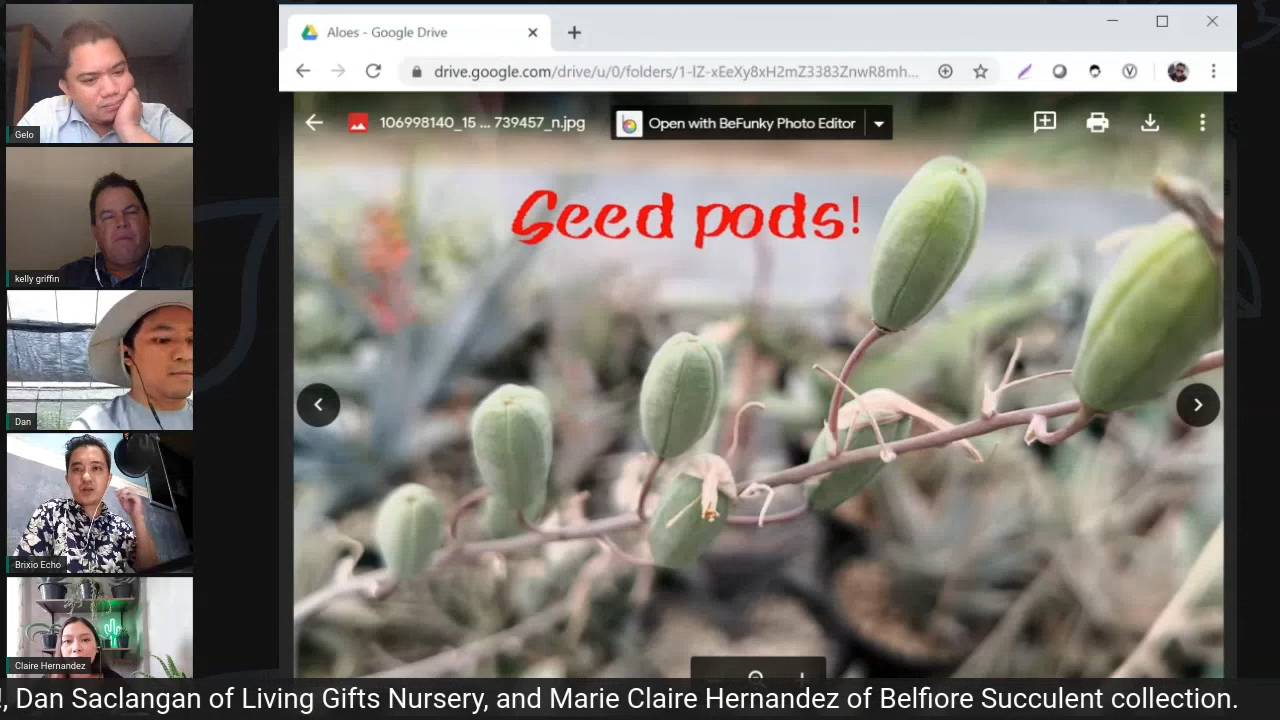 Aloes - Google Drive
drive.google.com/drive/u/0/folders/1-lZ-xEeXy8xH2mZ3383ZnwR8mh...
106998140_15 ... 739457_n.jpg
Open with BeFunky Photo Editor
Seed pods!
Gelo
kelly griffin
Dan
Brixio Echo
Claire Hernandez
, Dan Saclangan of Living Gifts Nursery, and Marie Claire Hernandez of Belfiore Succulent collection.